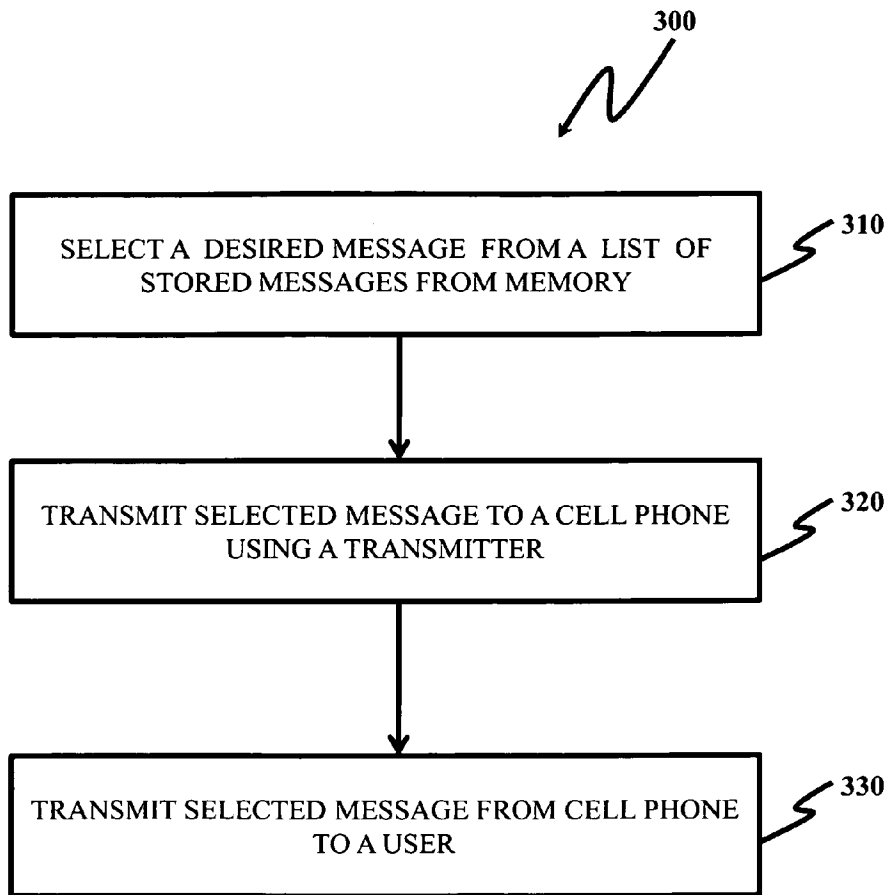 300
SELECT A DESIRED MESSAGE FROM A LIST OF
STORED MESSAGES FROM MEMORY
310
TRANSMIT SELECTED MESSAGE TO A CELL PHONE
USING A TRANSMITTER
320
TRANSMIT SELECTED MESSAGE FROM CELL PHONE
TO A USER
330